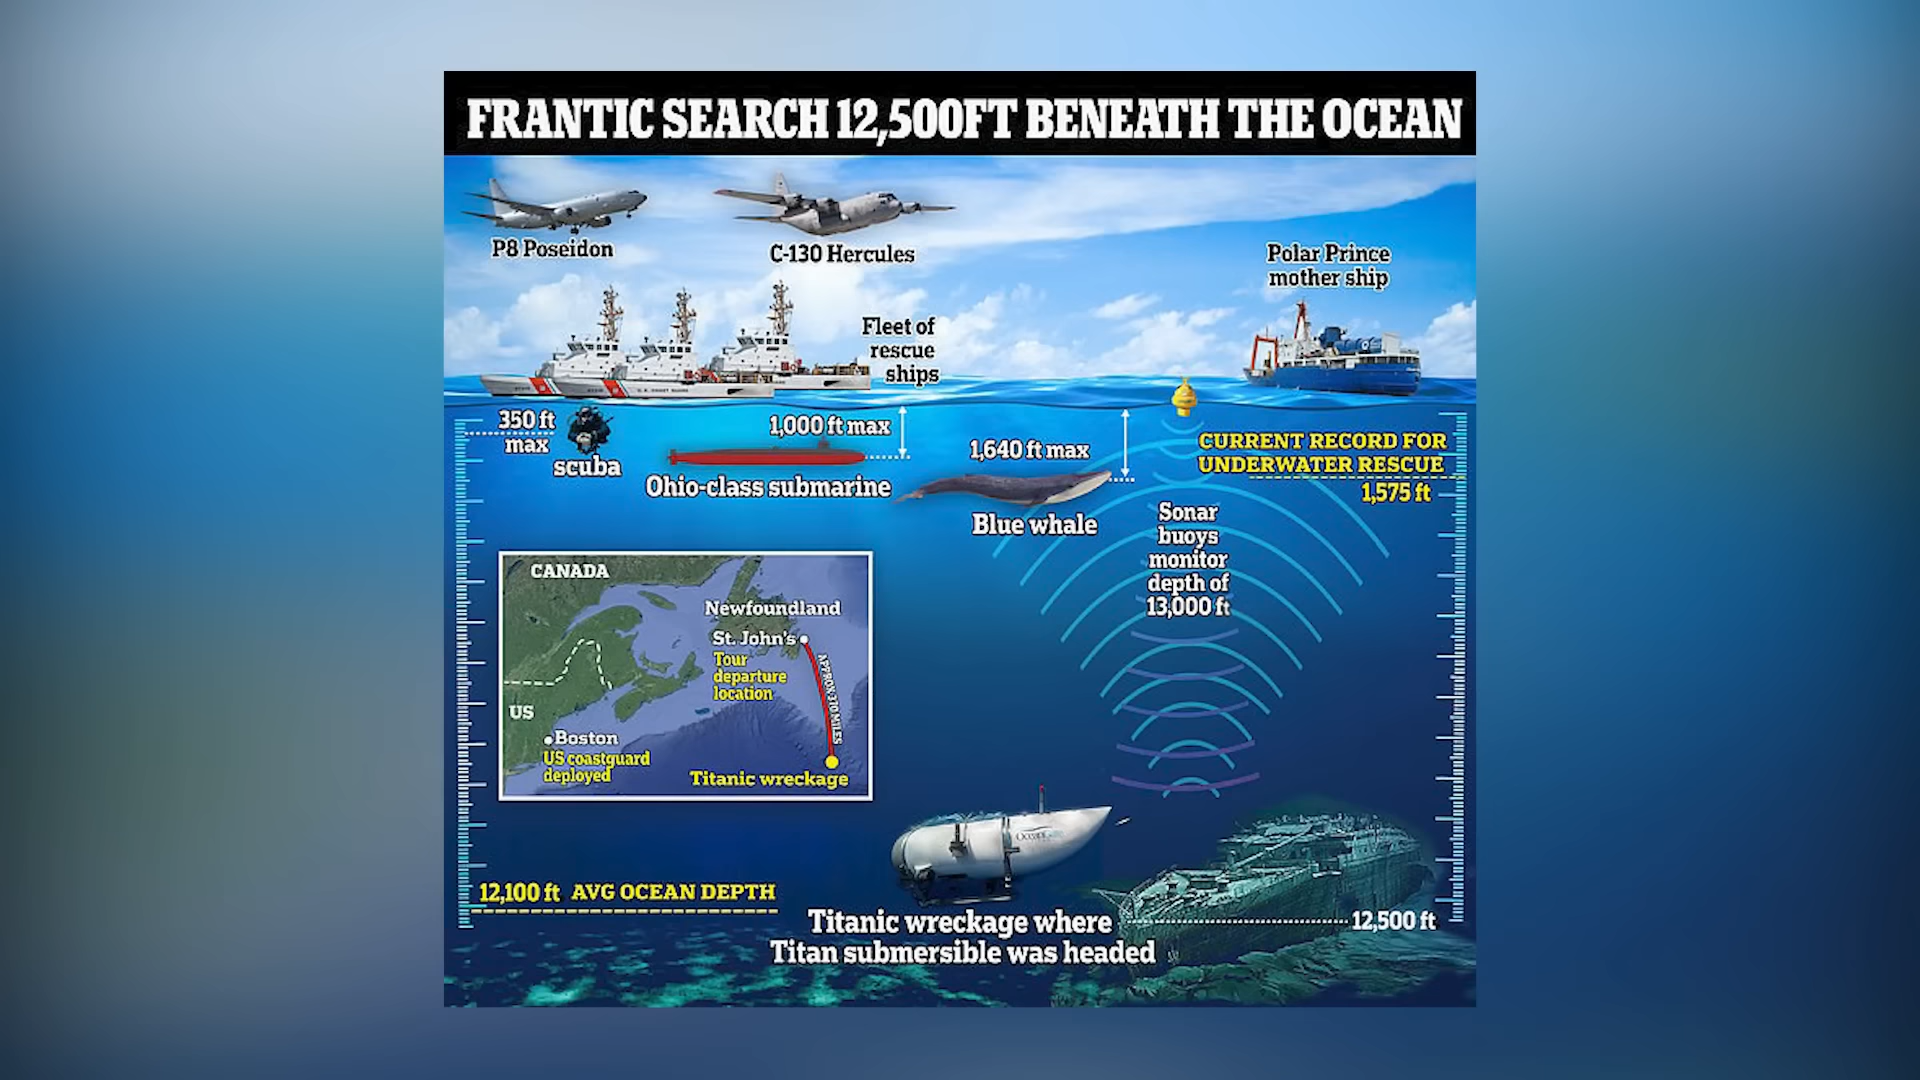 FRANTIC SEARCH 12,500FT BENEATH THE OCEAN
P8 Poseidon
C-130 Hercules
Polar Prince
mother ship
Fleet of
rescue
ships
350 ft
max
scuba
1,000 ft max
Ohio-class submarine
1,640 ft max
Blue whale
CURRENT RECORD FOR
UNDERWATER RESCUE
1,575 ft
Sonar
buoys
monitor
depth of
13,000 ft
CANADA
Newfoundland
St. John's
Tour
departure
location
APPROX 370 MILES
US
Boston
US coastguard
deployed
Titanic wreckage
12,100 ft AVG OCEAN DEPTH
Titanic wreckage where
Titan submersible was headed
12,500 ft